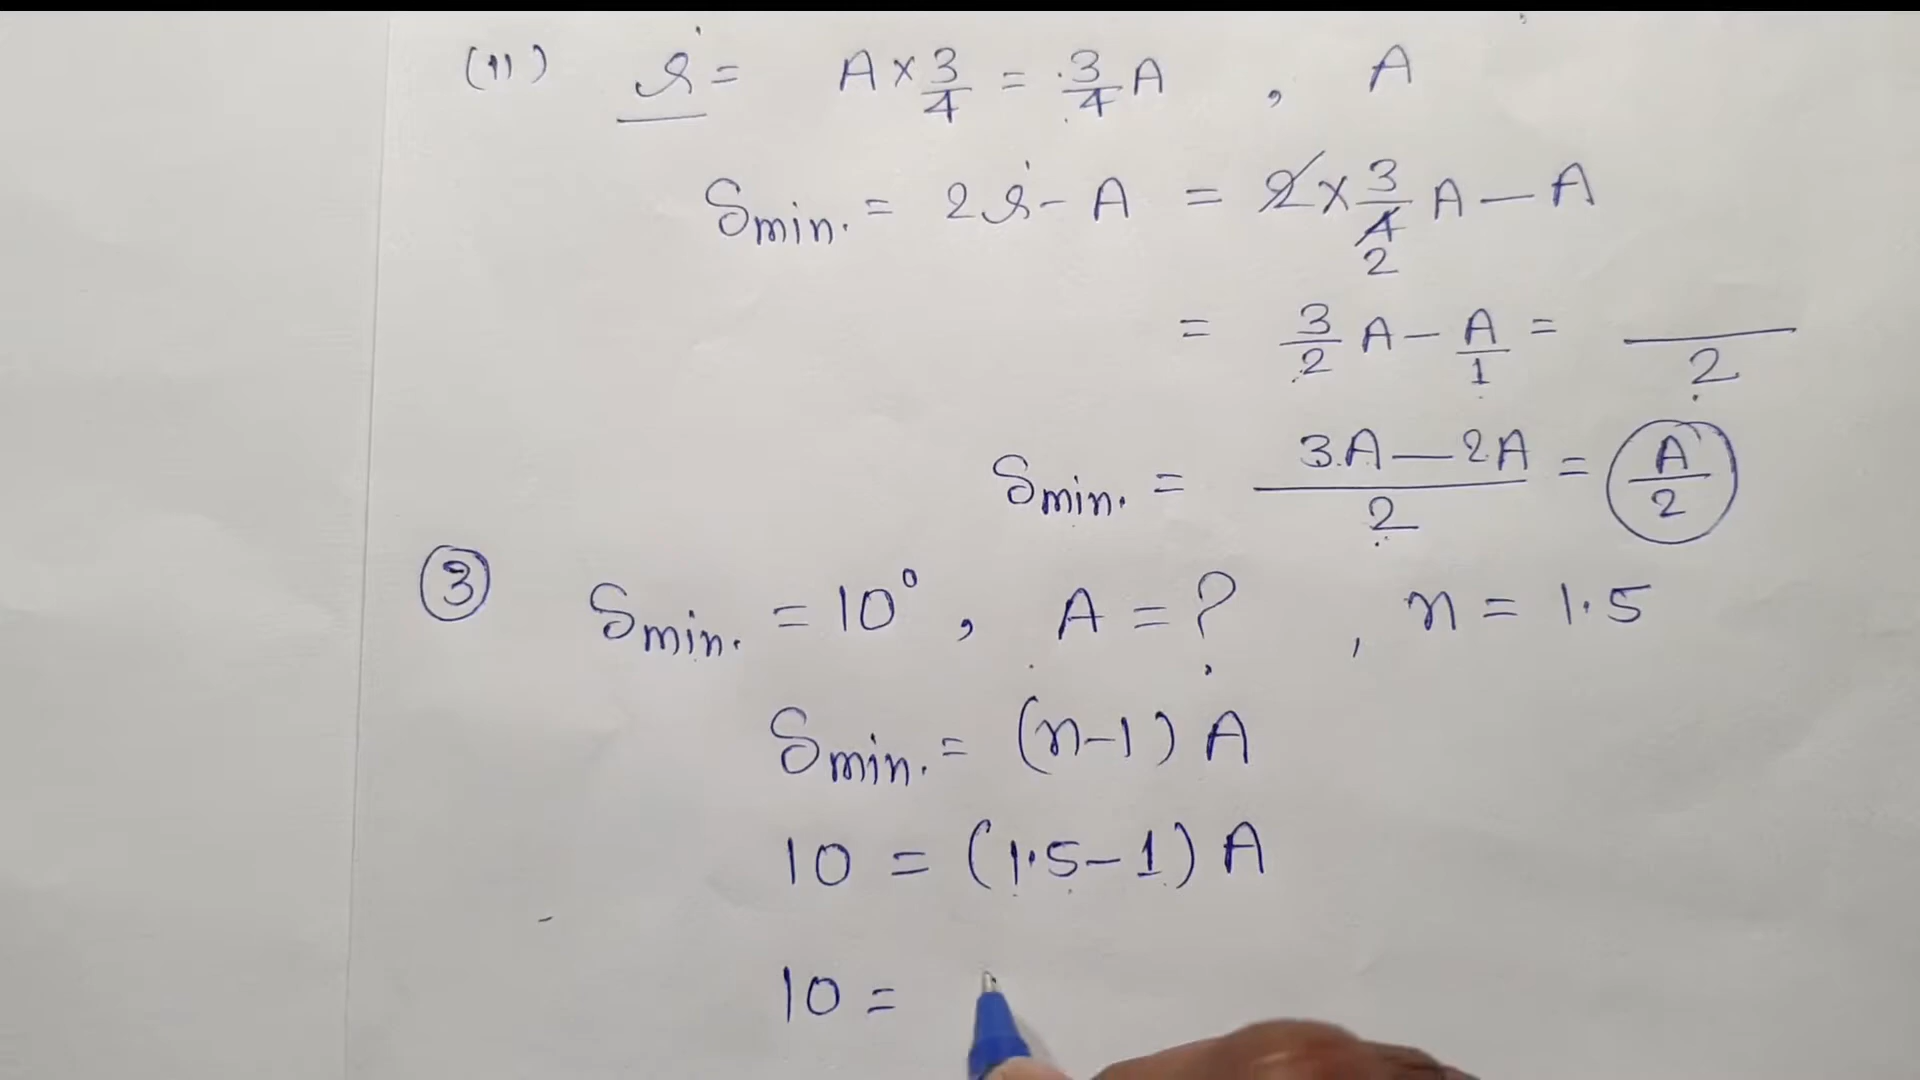 (ii) i = A × 3/4 = 3/4 A , A
δmin. = 2i - A = 2 × 3/4 A - A
2
= 3/2 A - A/1 = /2
δmin. = 3A - 2A/2 = A/2
③ δmin. = 10° , A = ? , n = 1.5
δmin. = (n-1) A
10 = (1.5-1) A
10 =